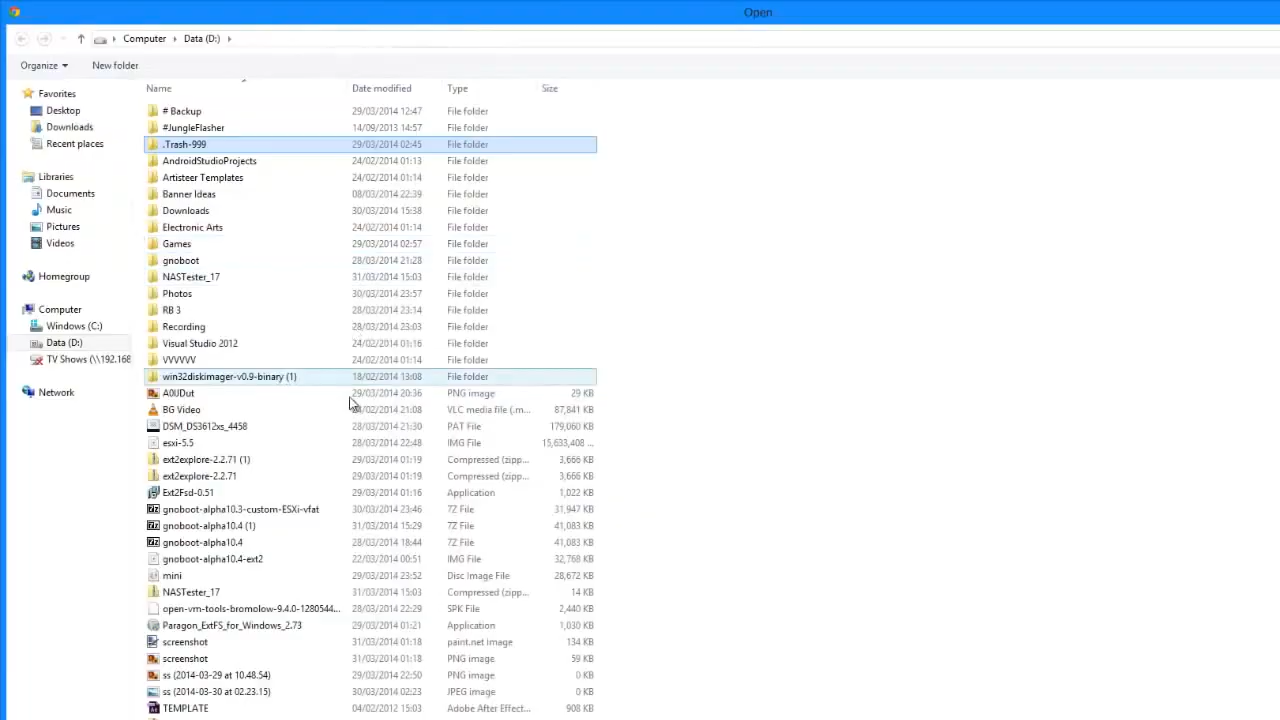 Open
Computer Data (D:)
Organize New folder
Name Date modified Type Size
Favorites
Desktop
Downloads
Recent places
Libraries
Documents
Music
Pictures
Videos
Homegroup
Computer
Windows (C:)
Data (D:)
TV Shows (\\192.168
Network
# Backup 29/03/2014 12:47 File folder
#JungleFlasher 14/09/2013 14:57 File folder
.Trash-999 29/03/2014 02:45 File folder
AndroidStudioProjects 24/02/2014 01:13 File folder
Artisteer Templates 24/02/2014 01:14 File folder
Banner Ideas 08/03/2014 22:39 File folder
Downloads 30/03/2014 15:38 File folder
Electronic Arts 24/02/2014 01:14 File folder
Games 29/03/2014 02:57 File folder
gnoboot 28/03/2014 21:28 File folder
NASTester_17 31/03/2014 15:03 File folder
Photos 30/03/2014 23:57 File folder
RB 3 28/03/2014 23:14 File folder
Recording 28/03/2014 23:03 File folder
Visual Studio 2012 24/02/2014 01:16 File folder
VVVVVV 24/02/2014 01:14 File folder
win32diskimager-v0.9-binary (1) 18/02/2014 13:08 File folder
A0UDut 29/03/2014 20:36 PNG image 29 KB
BG Video /02/2014 21:08 VLC media file (.m... 87,841 KB
DSM_DS3612xs_4458 28/03/2014 21:30 PAT File 179,060 KB
esxi-5.5 28/03/2014 22:48 IMG File 15,633,408 ...
ext2explore-2.2.71 (1) 29/03/2014 01:19 Compressed (zipp... 3,666 KB
ext2explore-2.2.71 29/03/2014 01:19 Compressed (zipp... 3,666 KB
Ext2Fsd-0.51 29/03/2014 01:16 Application 1,022 KB
gnoboot-alpha10.3-custom-ESXi-vfat 30/03/2014 23:46 7Z File 31,947 KB
gnoboot-alpha10.4 (1) 31/03/2014 15:29 7Z File 41,083 KB
gnoboot-alpha10.4 28/03/2014 18:44 7Z File 41,083 KB
gnoboot-alpha10.4-ext2 22/03/2014 00:51 IMG File 32,768 KB
mini 29/03/2014 23:52 Disc Image File 28,672 KB
NASTester_17 31/03/2014 15:03 Compressed (zipp... 14 KB
open-vm-tools-bromolow-9.4.0-1280544... 28/03/2014 22:29 SPK File 2,440 KB
Paragon_ExtFS_for_Windows_2.73 29/03/2014 01:21 Application 1,030 KB
screenshot 31/03/2014 01:18 paint.net image 134 KB
screenshot 31/03/2014 01:18 PNG image 59 KB
ss (2014-03-29 at 10.48.54) 29/03/2014 22:50 PNG image 0 KB
ss (2014-03-30 at 02.23.15) 30/03/2014 02:23 JPEG image 0 KB
TEMPLATE 04/02/2012 15:03 Adobe After Effect... 908 KB